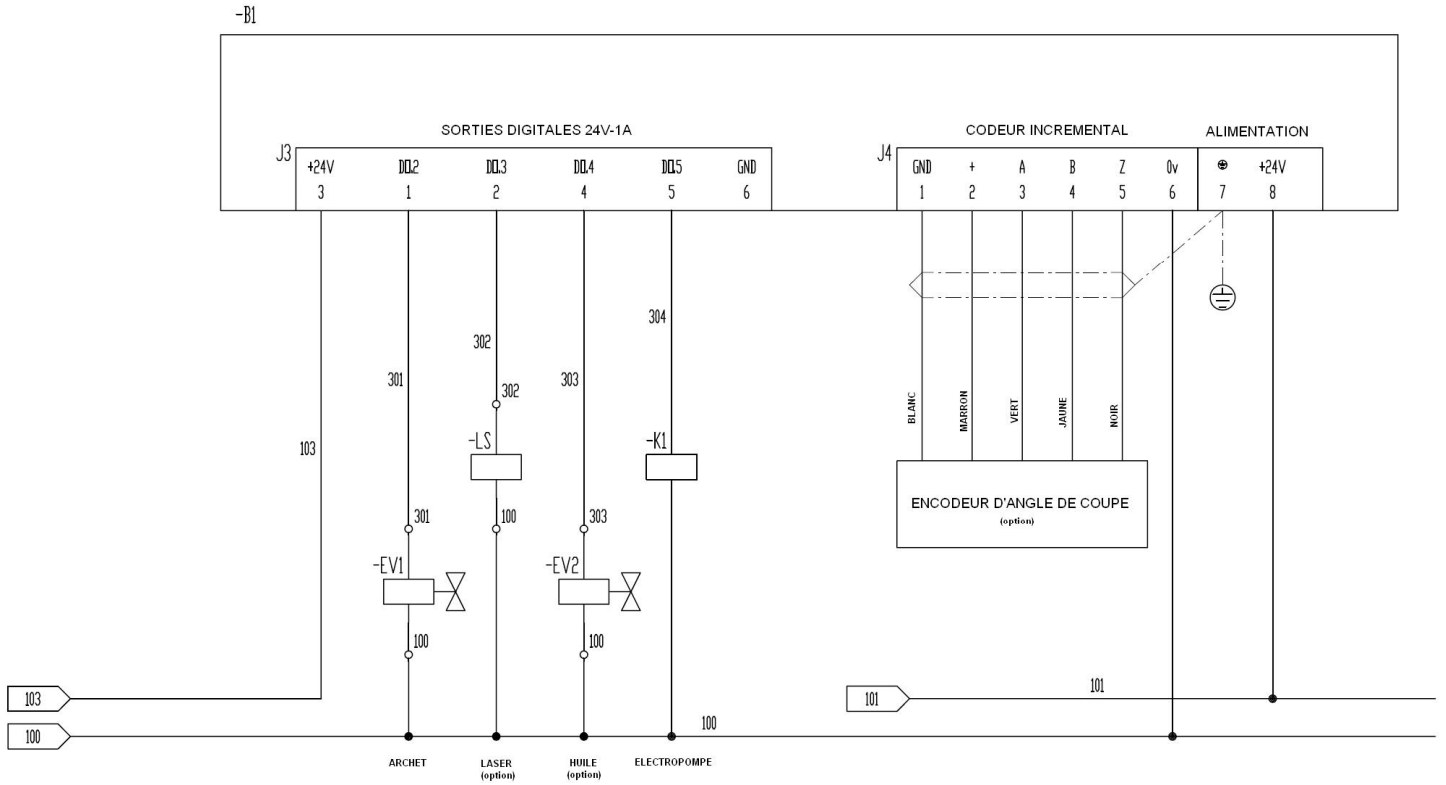 -B1
SORTIES DIGITALES 24V-1A
CODEUR INCREMENTAL
ALIMENTATION
J3
+24V DO.2 DO.3 DO.4 DO.5 GND
3 1 2 4 5 6
J4
GND + A B Z 0v +24V
1 2 3 4 5 6 7 8
304
302
301
303
302
BLANC
MARRON
VERT
JAUNE
NOIR
103
-LS
-K1
ENCODEUR D'ANGLE DE COUPE
(option)
301
100
303
-EV1
-EV2
100
100
103
101
101
100
100
ARCHET
LASER
(option)
HUILE
(option)
ELECTROPOMPE